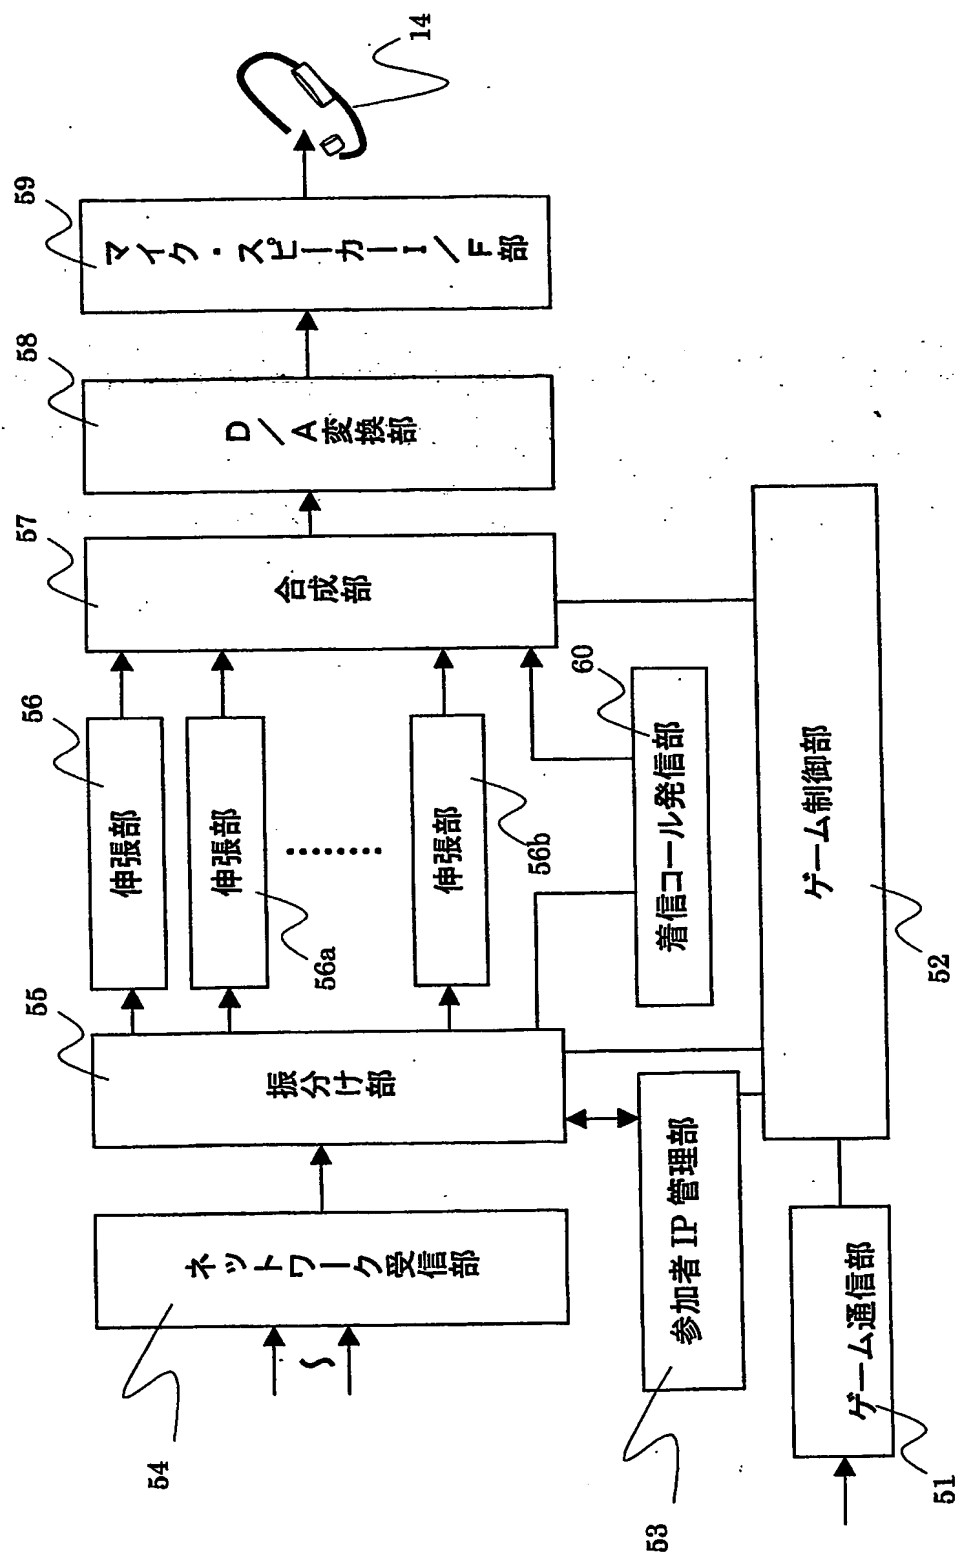 14
59
マイク・スピーカーI／F部
58
D／A変換部
57
合成部
56
伸張部
伸張部
56a
伸張部
56b
60
着信コール発信部
55
振分け部
ゲーム制御部
52
ネットワーク受信部
54
参加者 IP 管理部
53
ゲーム通信部
51